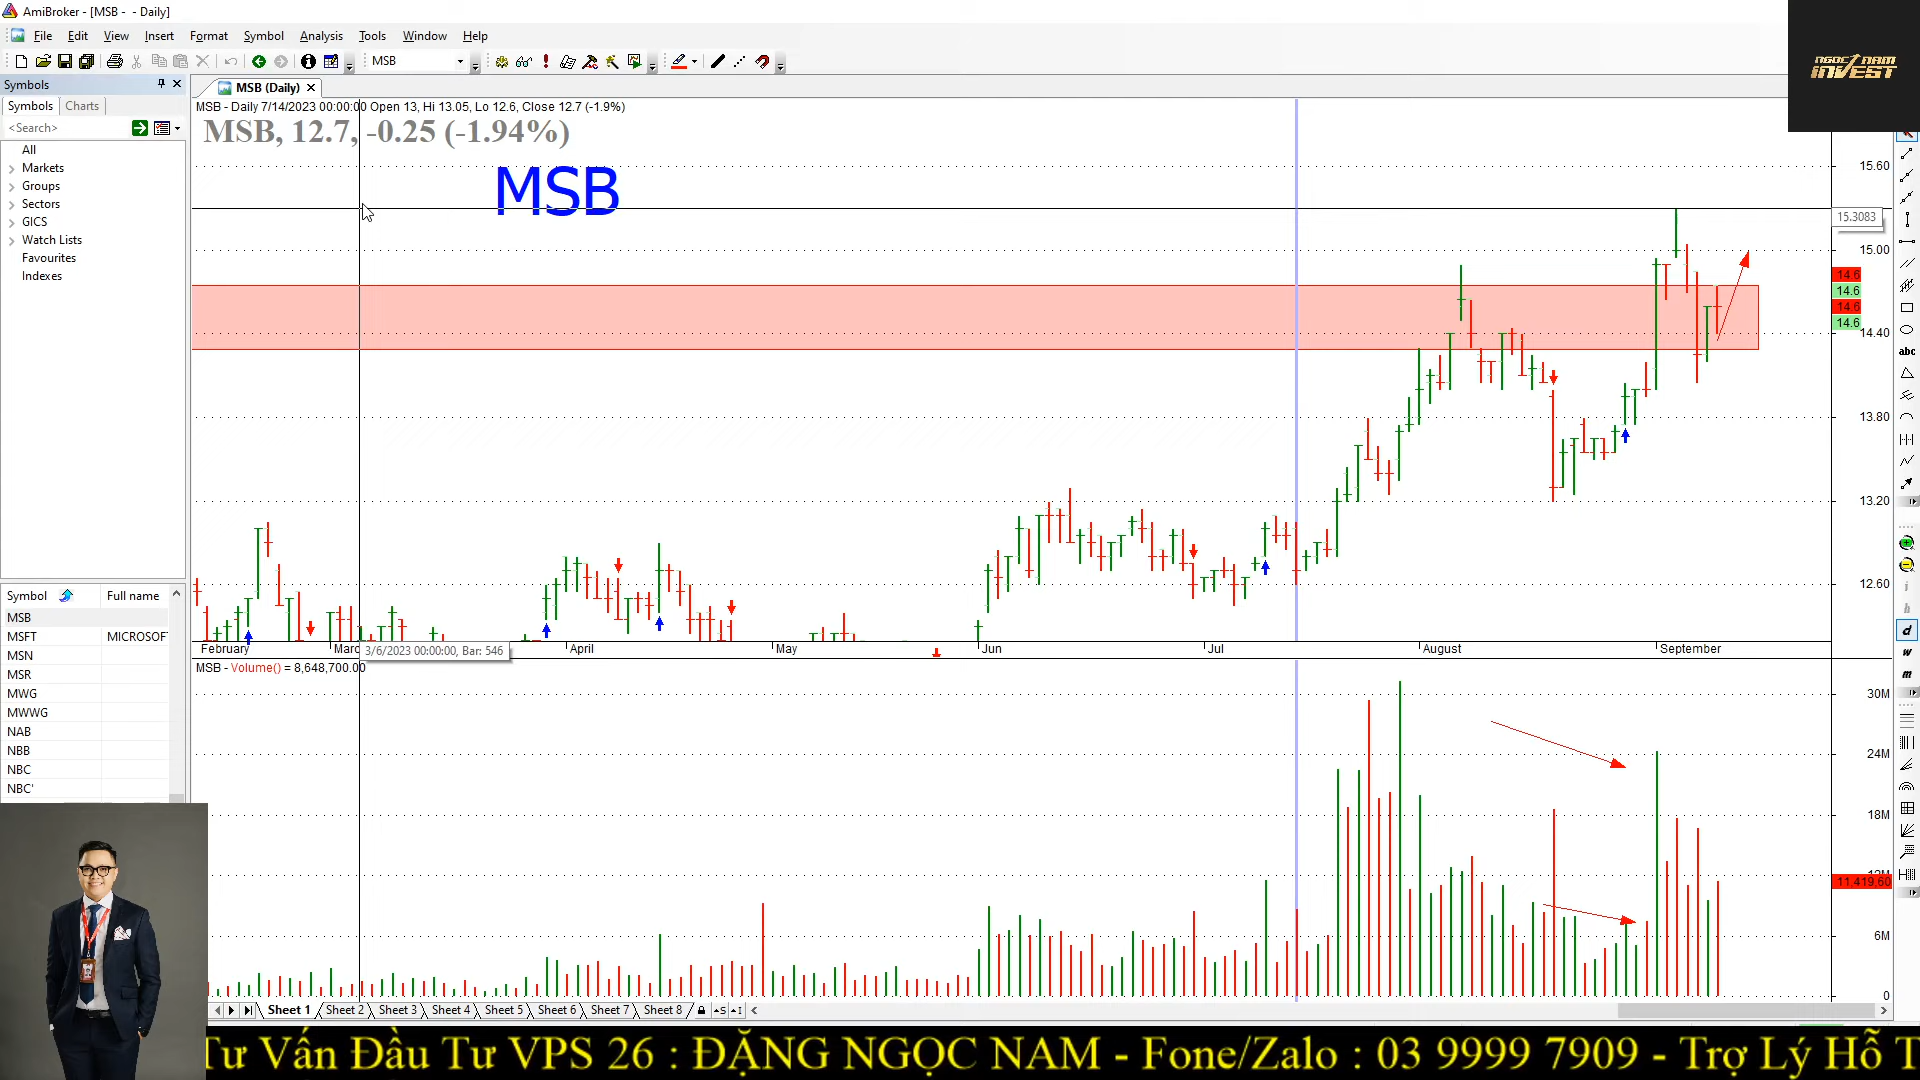 AmiBroker - [MSB - - Daily]
File Edit View Insert Format Symbol Analysis Tools Window Help
MSB
NGỌC NAM
INVEST
Symbols
MSB (Daily)
Symbols Charts
<Search>
All
Markets
Groups
Sectors
GICS
Watch Lists
Favourites
Indexes
MSB - Daily 7/14/2023 00:00:00 Open 13, Hi 13.05, Lo 12.6, Close 12.7 (-1.9%)
MSB, 12.7, -0.25 (-1.94%)
MSB
15.60
15.3083
15.00
14.6
14.6
14.6
14.6
14.40
13.80
13.20
12.60
abc
d
w
m
February March April May Jun Jul August September
3/6/2023 00:00:00, Bar: 546
Symbol Full name
MSB
MSFT MICROSOF
MSN
MSR
MWG
MWWG
NAB
NBB
NBC
NBC'
MSB - Volume() = 8,648,700.00
30M
24M
18M
12M
11,419,60
6M
0
Sheet 1 Sheet 2 Sheet 3 Sheet 4 Sheet 5 Sheet 6 Sheet 7 Sheet 8
Tư Vấn Đầu Tư VPS 26 : ĐẶNG NGỌC NAM - Fone/Zalo : 03 9999 7909 - Trợ Lý Hỗ T